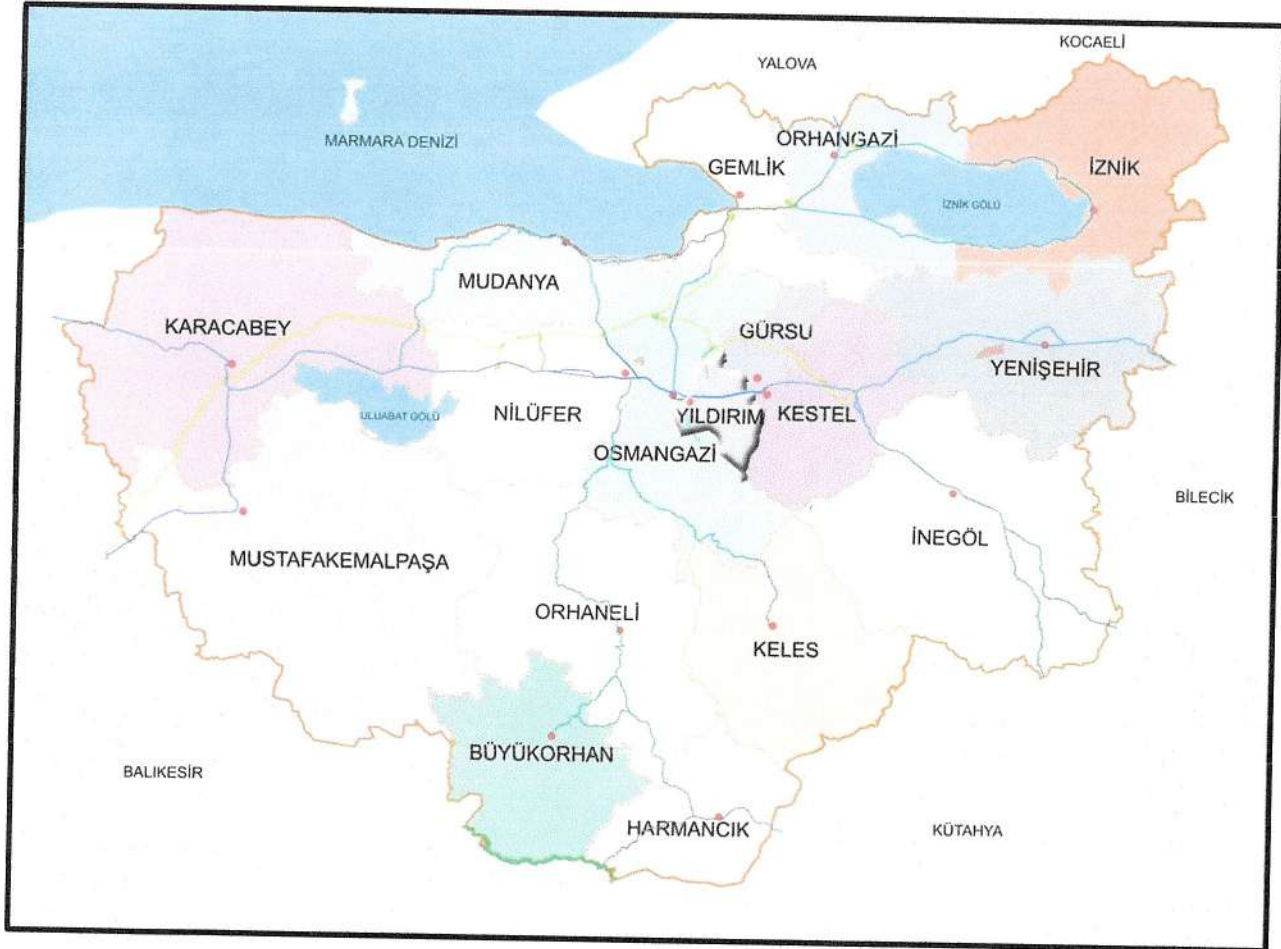 KOCAELİ
YALOVA
MARMARA DENİZİ
ORHANGAZİ
GEMLİK
İZNİK
İZNİK GÖLÜ
MUDANYA
KARACABEY
GÜRSU
YENİŞEHİR
ULUABAT GÖLÜ
NİLÜFER
YILDIRIM
KESTEL
OSMANGAZİ
BİLECİK
İNEGÖL
MUSTAFAKEMALPAŞA
ORHANELİ
KELES
BÜYÜKORHAN
BALIKESİR
HARMANCIK
KÜTAHYA